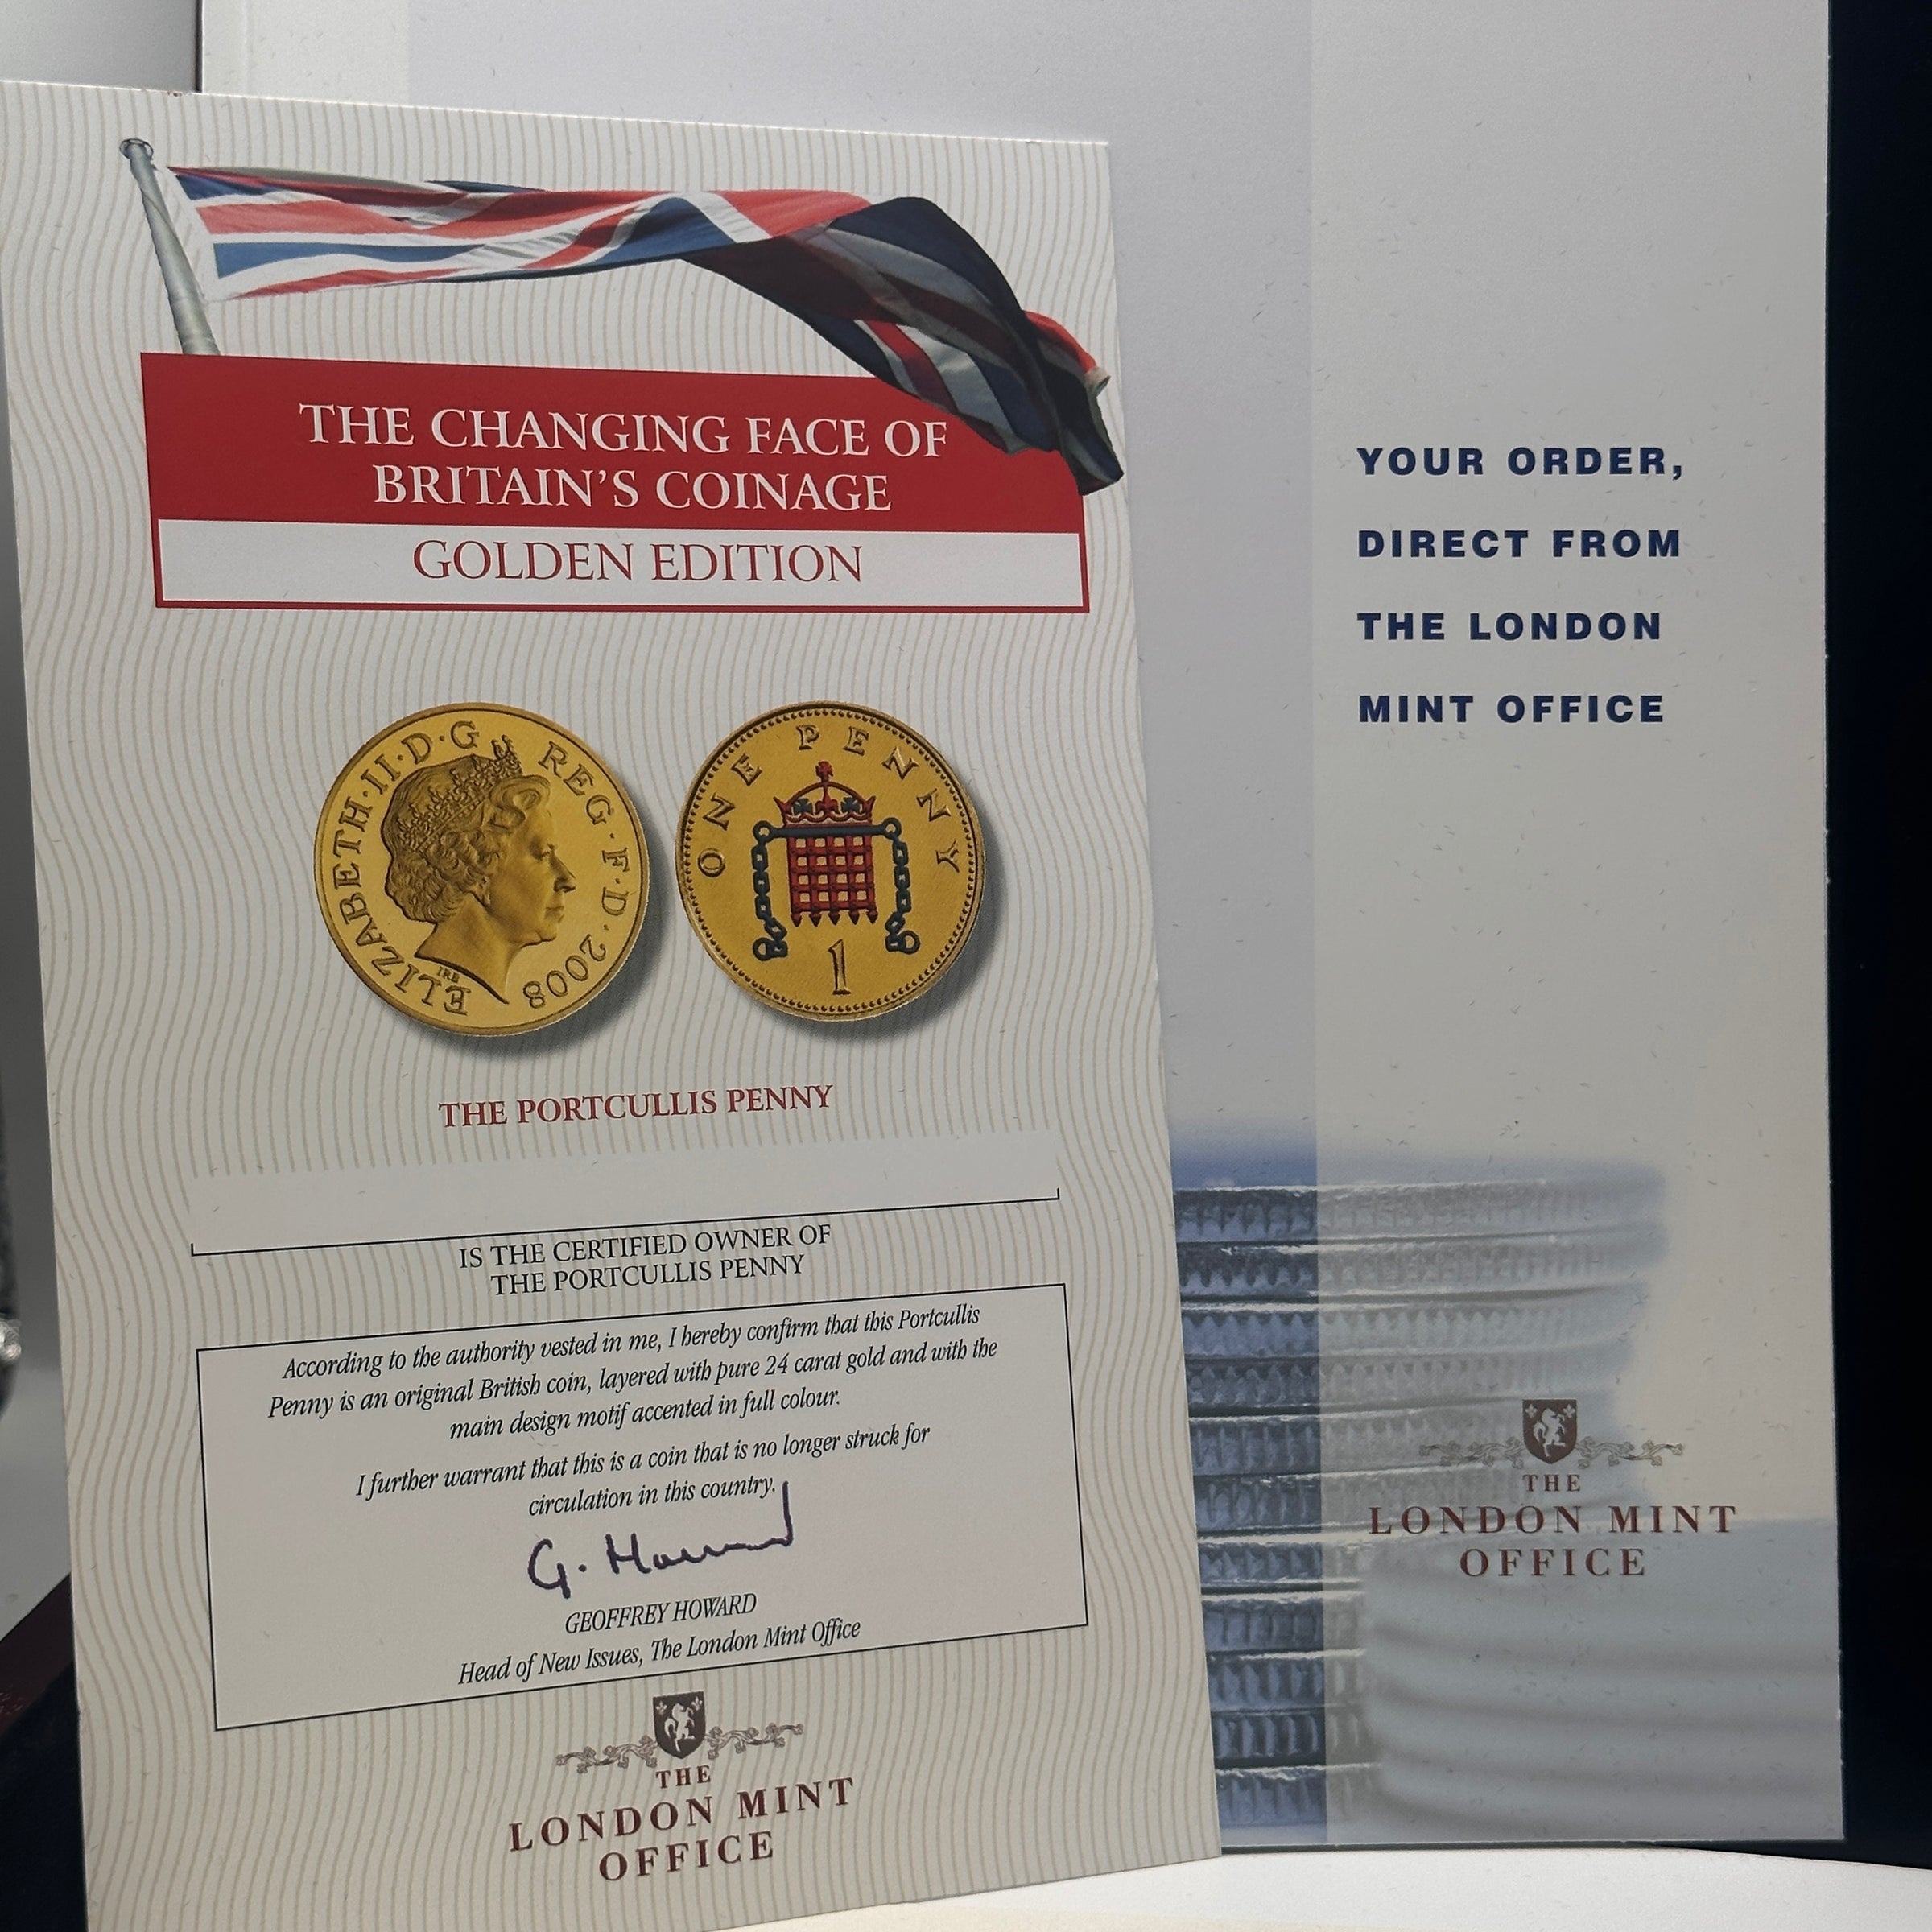 THE CHANGING FACE OF
BRITAIN'S COINAGE
GOLDEN EDITION
ELIZABETH·II·D·G REG·F·D·2008
IRB
ONE PENNY
1
THE PORTCULLIS PENNY
IS THE CERTIFIED OWNER OF
THE PORTCULLIS PENNY
According to the authority vested in me, I hereby confirm that this Portcullis
Penny is an original British coin, layered with pure 24 carat gold and with the
main design motif accented in full colour.
I further warrant that this is a coin that is no longer struck for
circulation in this country.
G. Howard
GEOFFREY HOWARD
Head of New Issues, The London Mint Office
THE
LONDON MINT
OFFICE
YOUR ORDER,
DIRECT FROM
THE LONDON
MINT OFFICE
THE
LONDON MINT
OFFICE